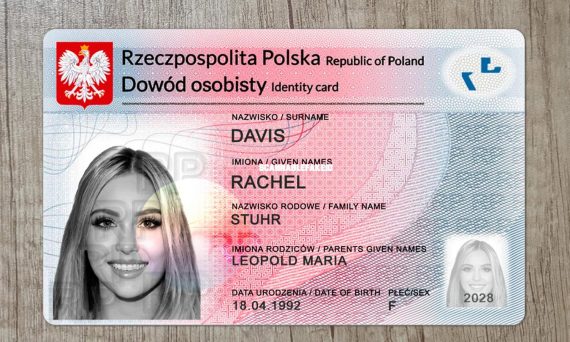 Rzeczpospolita Polska Republic of Poland
Dowód osobisty Identity card
PL
NAZWISKO / SURNAME
DAVIS
IMIONA / GIVEN NAMES
SCANNABLEFAKEID
RACHEL
NAZWISKO RODOWE / FAMILY NAME
STUHR
IMIONA RODZICÓW / PARENTS GIVEN NAMES
LEOPOLD MARIA
DATA URODZENIA / DATE OF BIRTH PŁEĆ/SEX
18.04.1992 F
2028